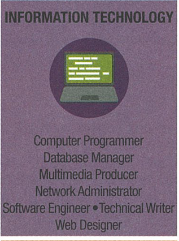 INFORMATION TECHNOLOGY
Computer Programmer
Database Manager
Multimedia Producer
Network Administrator
Software Engineer • Technical Writer
Web Designer